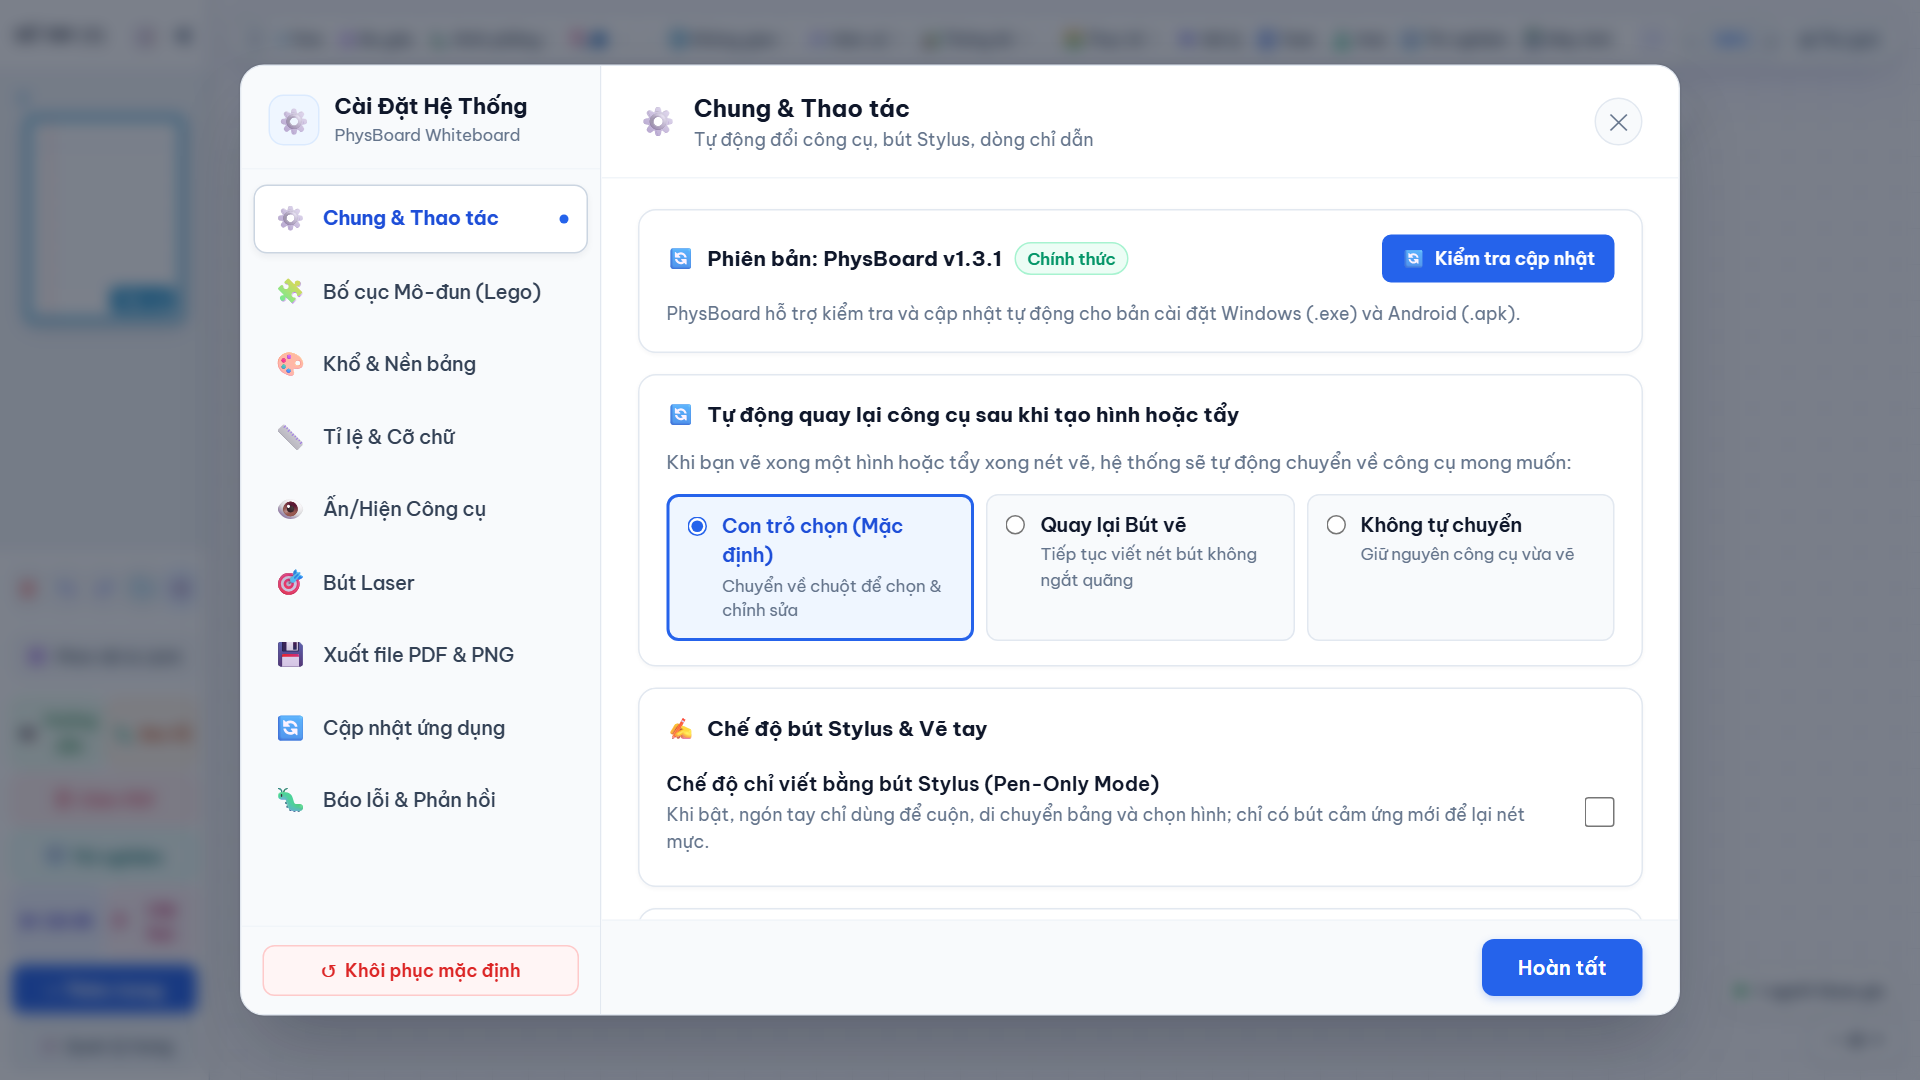 Cài Đặt Hệ Thống
PhysBoard Whiteboard
Chung & Thao tác
Bố cục Mô-đun (Lego)
Khổ & Nền bảng
Tỉ lệ & Cỡ chữ
Ẩn/Hiện Công cụ
Bút Laser
Xuất file PDF & PNG
Cập nhật ứng dụng
Báo lỗi & Phản hồi
↺ Khôi phục mặc định
Chung & Thao tác
Tự động đổi công cụ, bút Stylus, dòng chỉ dẫn
Phiên bản: PhysBoard v1.3.1 Chính thức
Kiểm tra cập nhật
PhysBoard hỗ trợ kiểm tra và cập nhật tự động cho bản cài đặt Windows (.exe) và Android (.apk).
Tự động quay lại công cụ sau khi tạo hình hoặc tẩy
Khi bạn vẽ xong một hình hoặc tẩy xong nét vẽ, hệ thống sẽ tự động chuyển về công cụ mong muốn:
Con trỏ chọn (Mặc
định)
Chuyển về chuột để chọn &
chỉnh sửa
Quay lại Bút vẽ
Tiếp tục viết nét bút không
ngắt quãng
Không tự chuyển
Giữ nguyên công cụ vừa vẽ
Chế độ bút Stylus & Vẽ tay
Chế độ chỉ viết bằng bút Stylus (Pen-Only Mode)
Khi bật, ngón tay chỉ dùng để cuộn, di chuyển bảng và chọn hình; chỉ có bút cảm ứng mới để lại nét
mực.
Hoàn tất